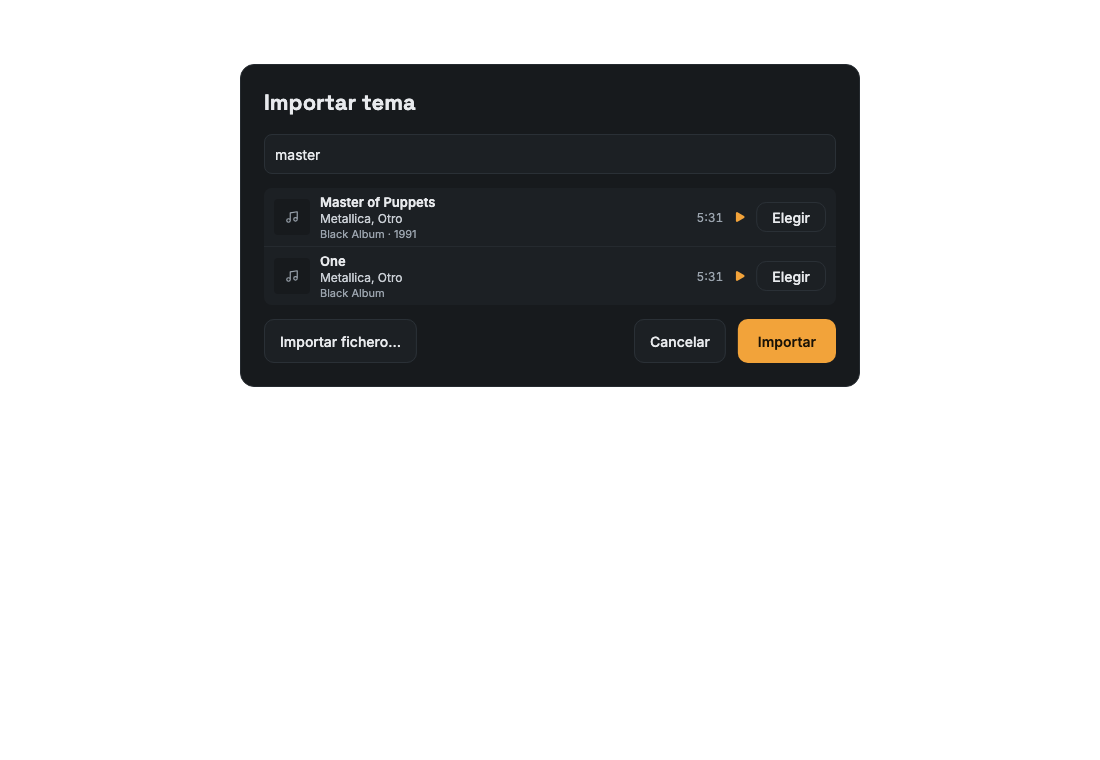 Importar tema
master
Master of Puppets
Metallica, Otro
Black Album · 1991
5:31
Elegir
One
Metallica, Otro
Black Album
5:31
Elegir
Importar fichero...
Cancelar
Importar